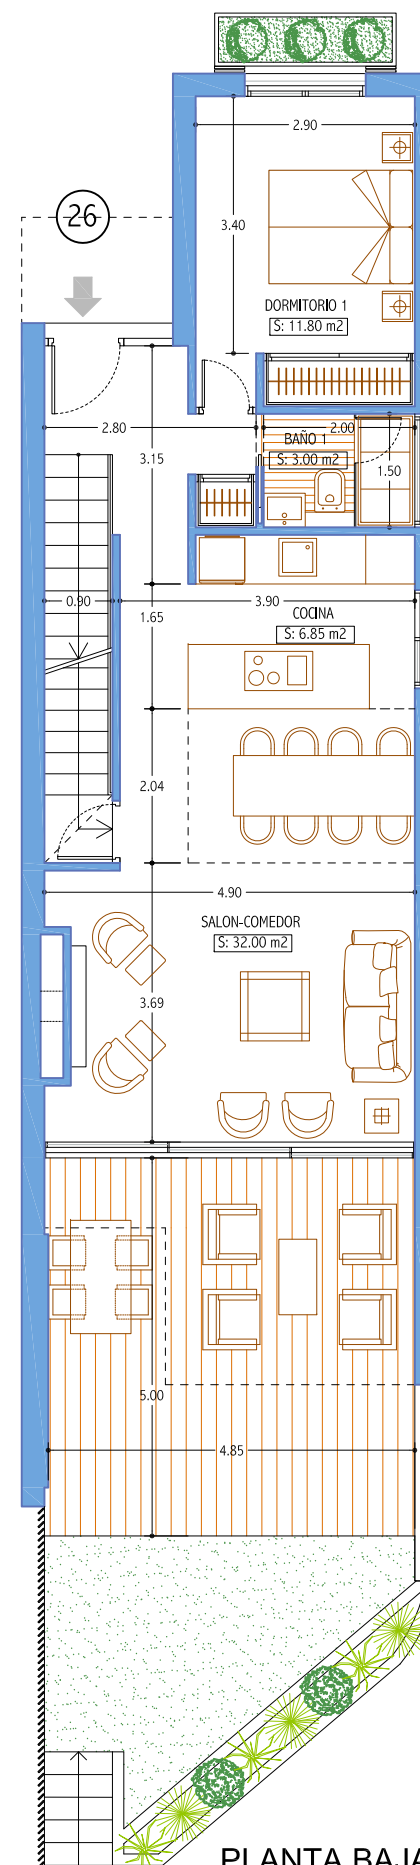 2.90
26
3.40
DORMITORIO 1
S: 11.80 m2
2.80
2.00
BAÑO 1
3.15
S: 3.00 m2
1.50
0.90
3.90
1.65
COCINA
S: 6.85 m2
2.04
4.90
SALON-COMEDOR
S: 32.00 m2
3.69
5.00
4.85
PLANTA BAJ